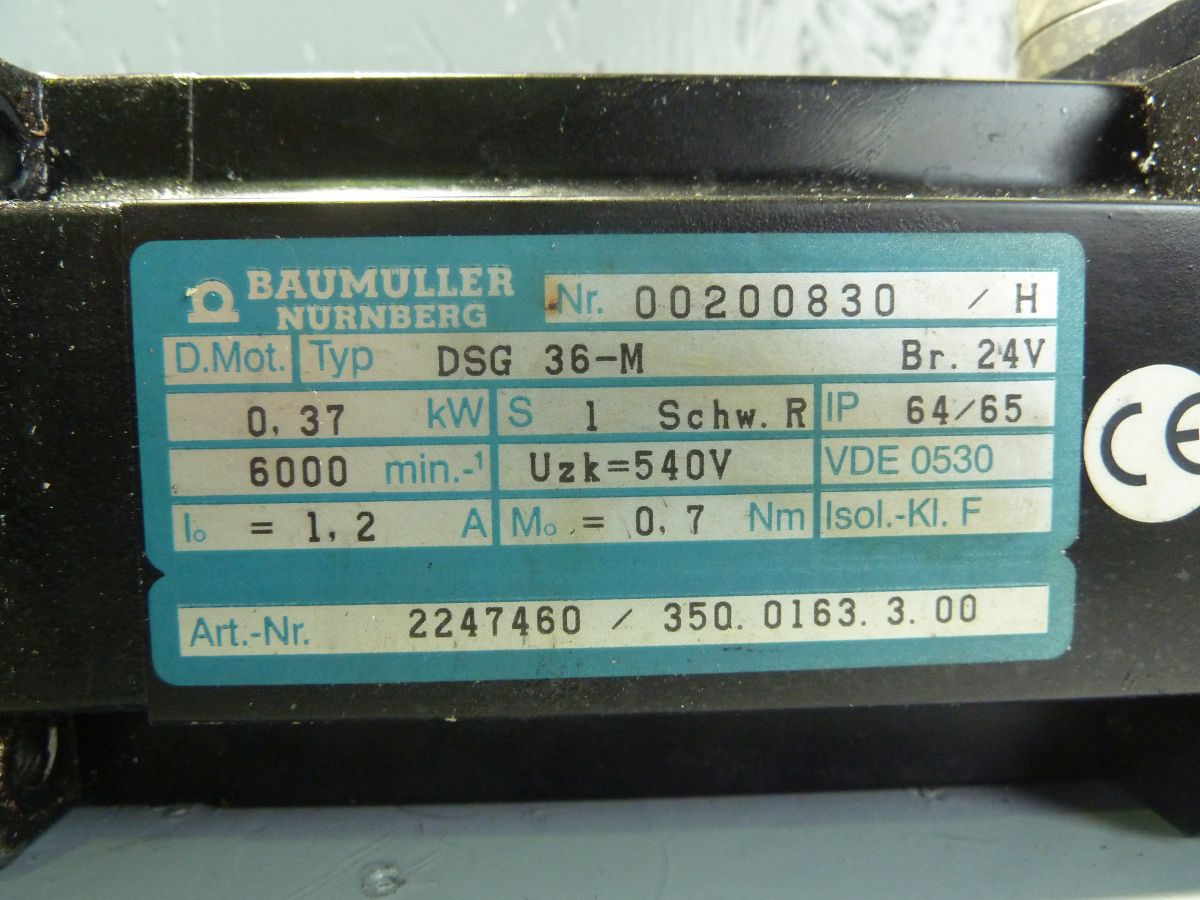 BAUMÜLLER
NÜRNBERG
Nr. 00200830 / H
D.Mot. Typ DSG 36-M Br. 24V
0,37 kW S 1 Schw. R IP 64/65
6000 min.-¹ Uzk=540V VDE 0530
I₀ = 1,2 A M₀ = 0,7 Nm Isol.-Kl. F
Art.-Nr. 2247460 / 350.0163.3.00
CE